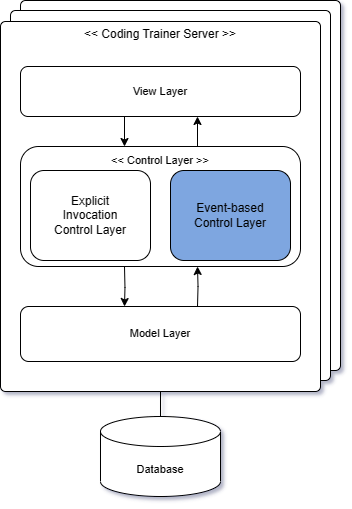 << Coding Trainer Server >>
View Layer
<< Control Layer >>
Explicit
Invocation
Control Layer
Event-based
Control Layer
Model Layer
Database